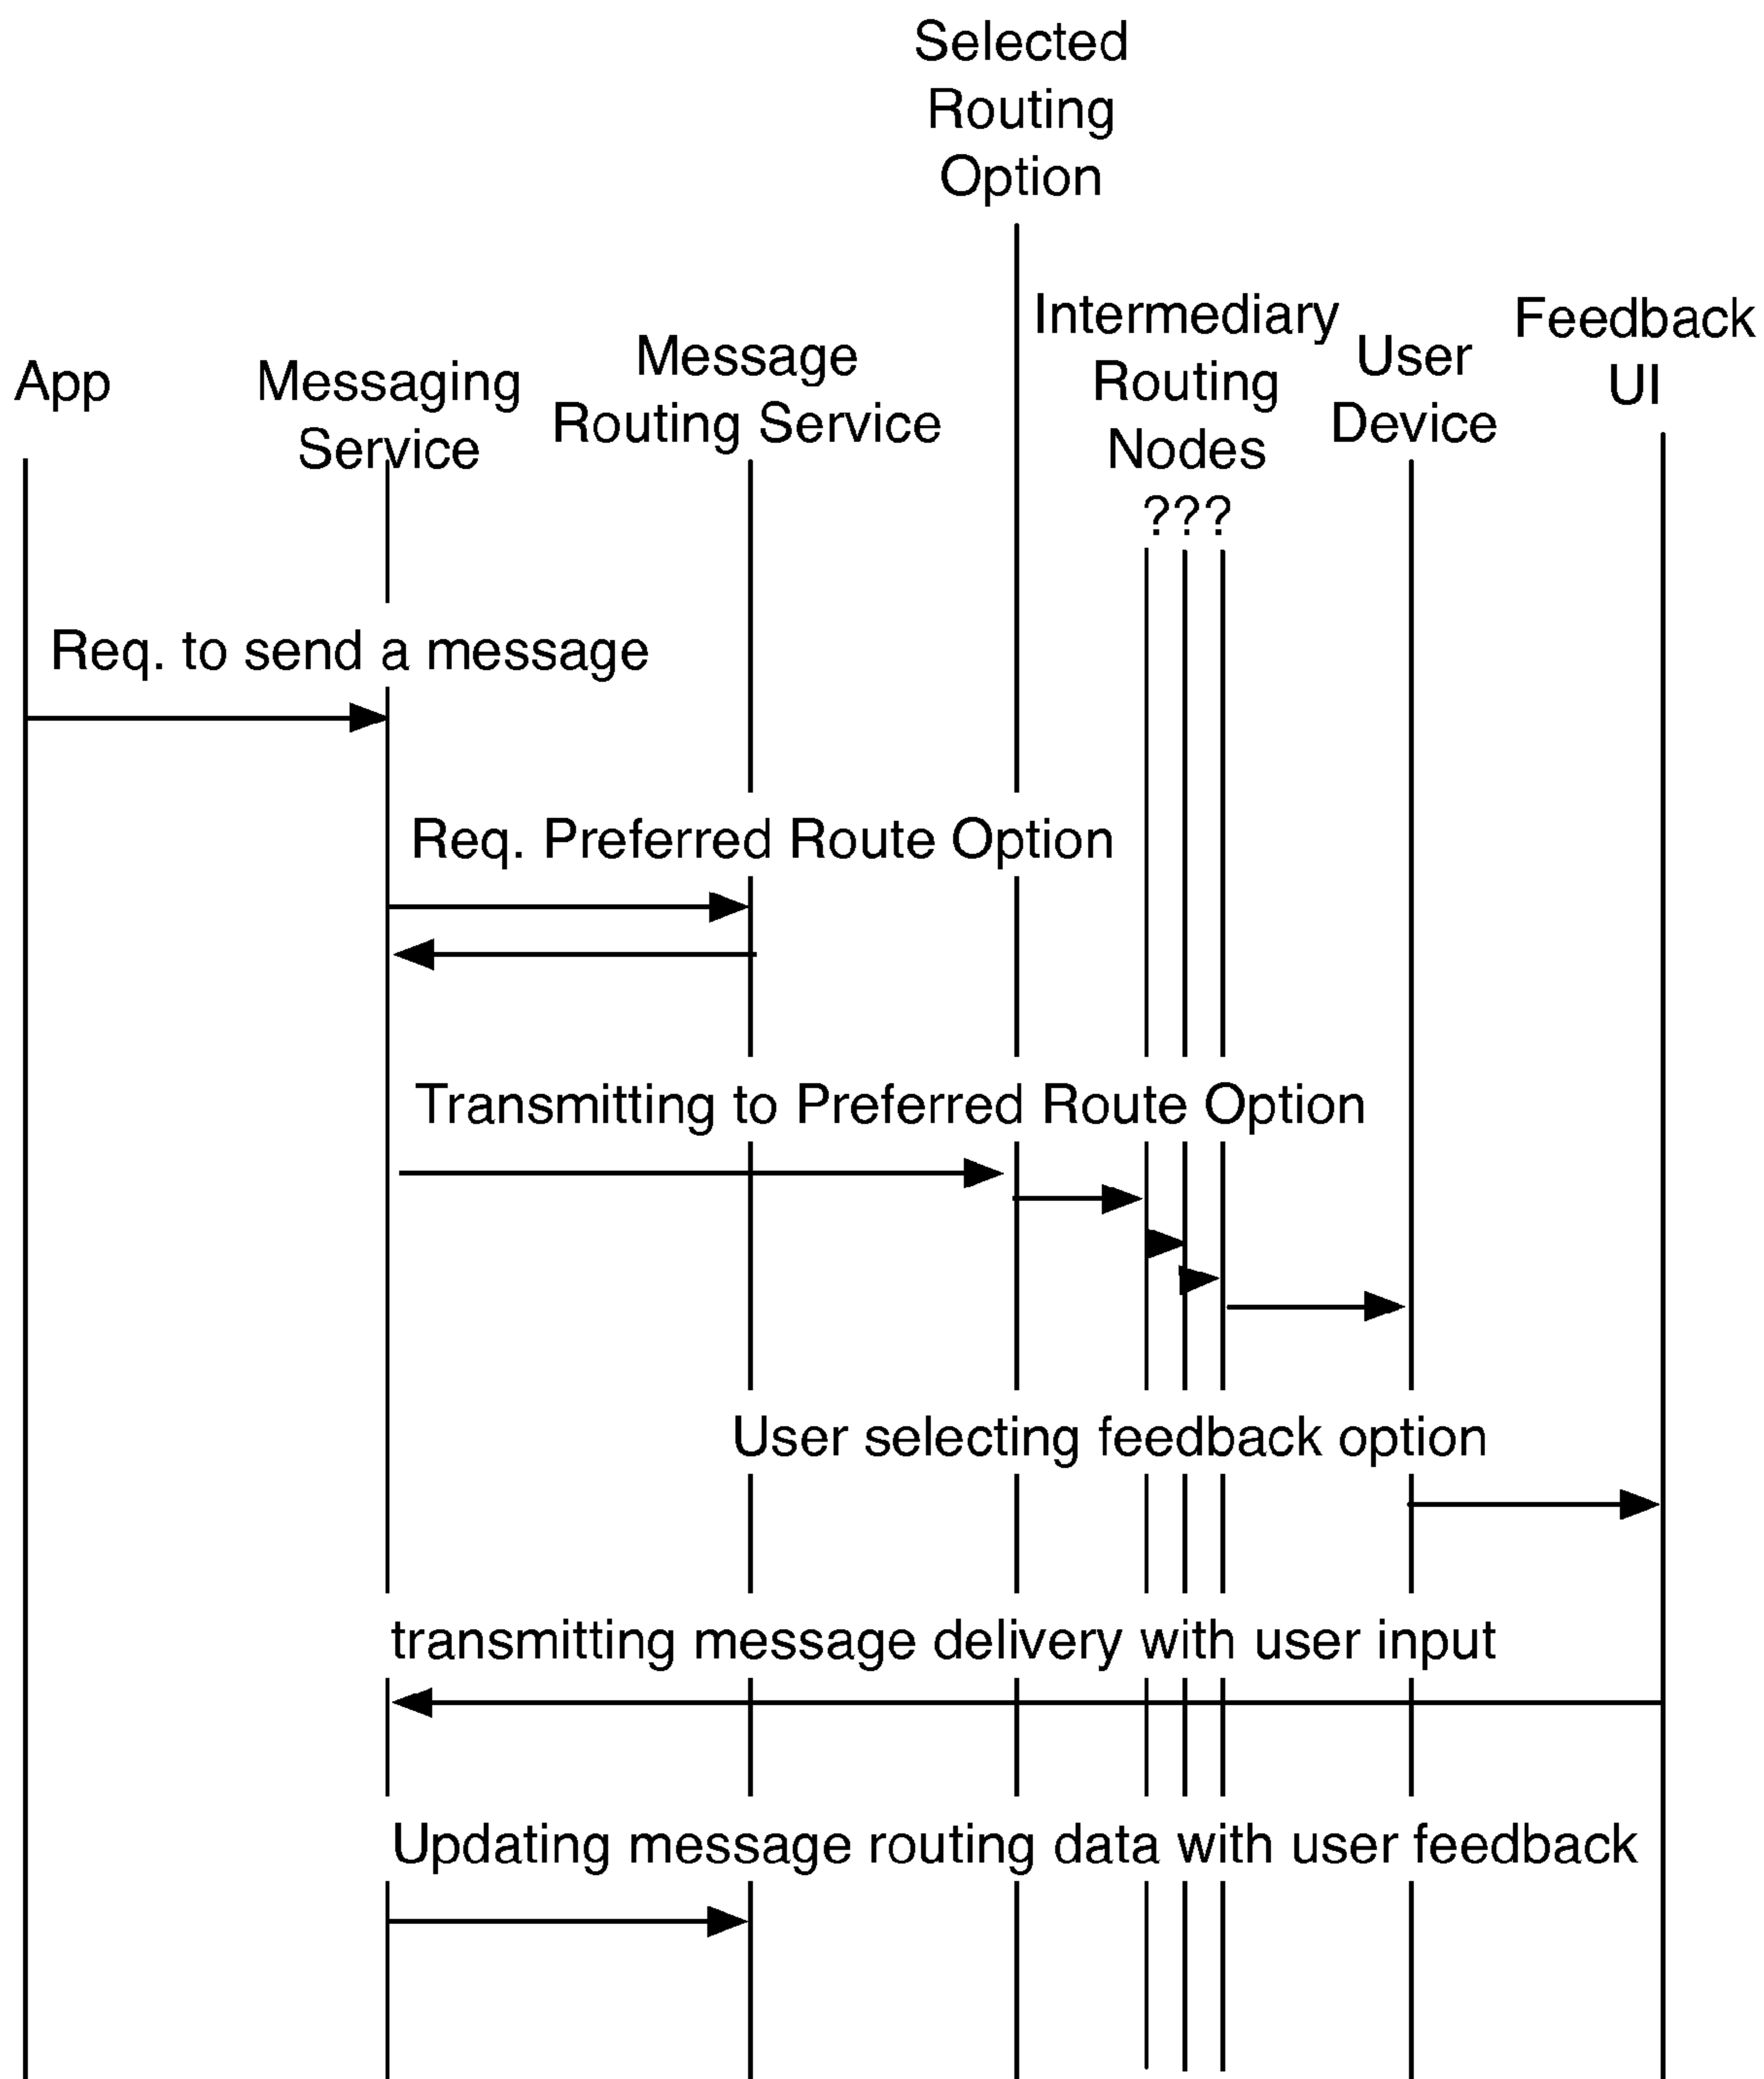 Selected
Routing
Option
App
Messaging
Service
Message
Routing Service
Intermediary
Routing
Nodes
???
User
Device
Feedback
UI
Req. to send a message
Req. Preferred Route Option
Transmitting to Preferred Route Option
User selecting feedback option
transmitting message delivery with user input
Updating message routing data with user feedback